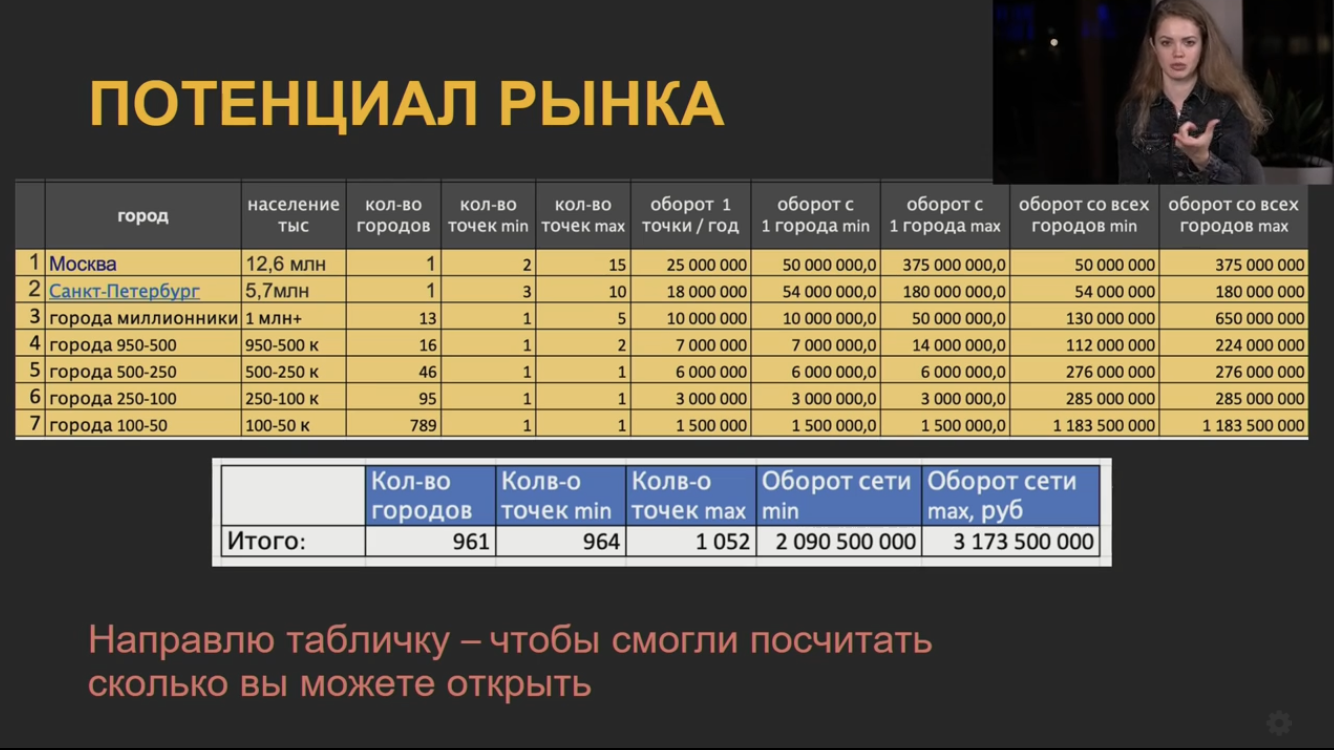 ПОТЕНЦИАЛ РЫНКА
город население тыс кол-во городов кол-во точек min кол-во точек max оборот 1 точки / год оборот с 1 города min оборот с 1 города max оборот со всех городов min оборот со всех городов max
1 Москва 12,6 млн 1 2 15 25 000 000 50 000 000,0 375 000 000,0 50 000 000 375 000 000
2 Санкт-Петербург 5,7млн 1 3 10 18 000 000 54 000 000,0 180 000 000,0 54 000 000 180 000 000
3 города миллионники 1 млн+ 13 1 5 10 000 000 10 000 000,0 50 000 000,0 130 000 000 650 000 000
4 города 950-500 950-500 к 16 1 2 7 000 000 7 000 000,0 14 000 000,0 112 000 000 224 000 000
5 города 500-250 500-250 к 46 1 1 6 000 000 6 000 000,0 6 000 000,0 276 000 000 276 000 000
6 города 250-100 250-100 к 95 1 1 3 000 000 3 000 000,0 3 000 000,0 285 000 000 285 000 000
7 города 100-50 100-50 к 789 1 1 1 500 000 1 500 000,0 1 500 000,0 1 183 500 000 1 183 500 000
Кол-во городов Колв-о точек min Колв-о точек max Оборот сети min Оборот сети max, руб
Итого: 961 964 1 052 2 090 500 000 3 173 500 000
Направлю табличку – чтобы смогли посчитать
сколько вы можете открыть